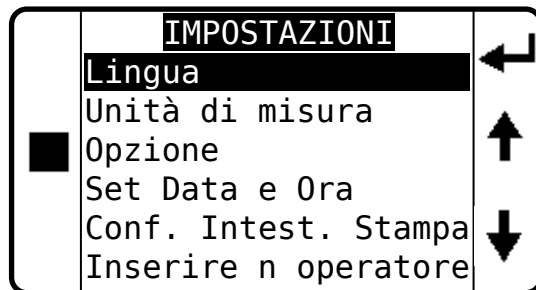 IMPOSTAZIONI
Lingua
Unità di misura
Opzione
Set Data e Ora
Conf. Intest. Stampa
Inserire n operatore